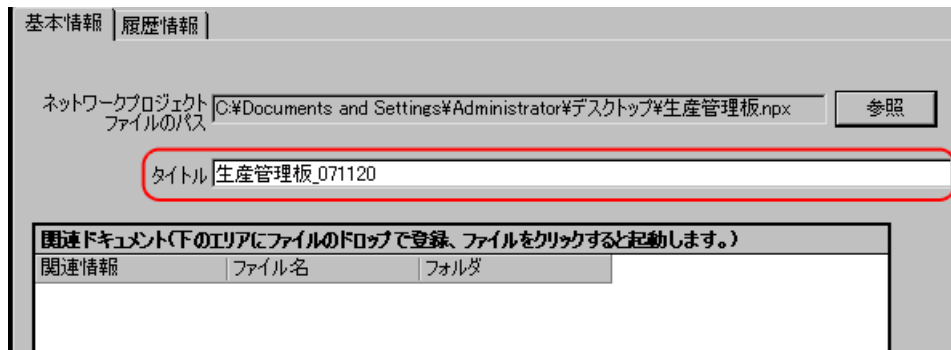 基本情報 履歴情報
ネットワークプロジェクト
ファイルのパス C:¥Documents and Settings¥Administrator¥デスクトップ¥生産管理板.npx 参照
タイトル 生産管理板_071120
関連ドキュメント(下のエリアにファイルのドロップで登録、ファイルをクリックすると起動します。)
関連情報 ファイル名 フォルダ